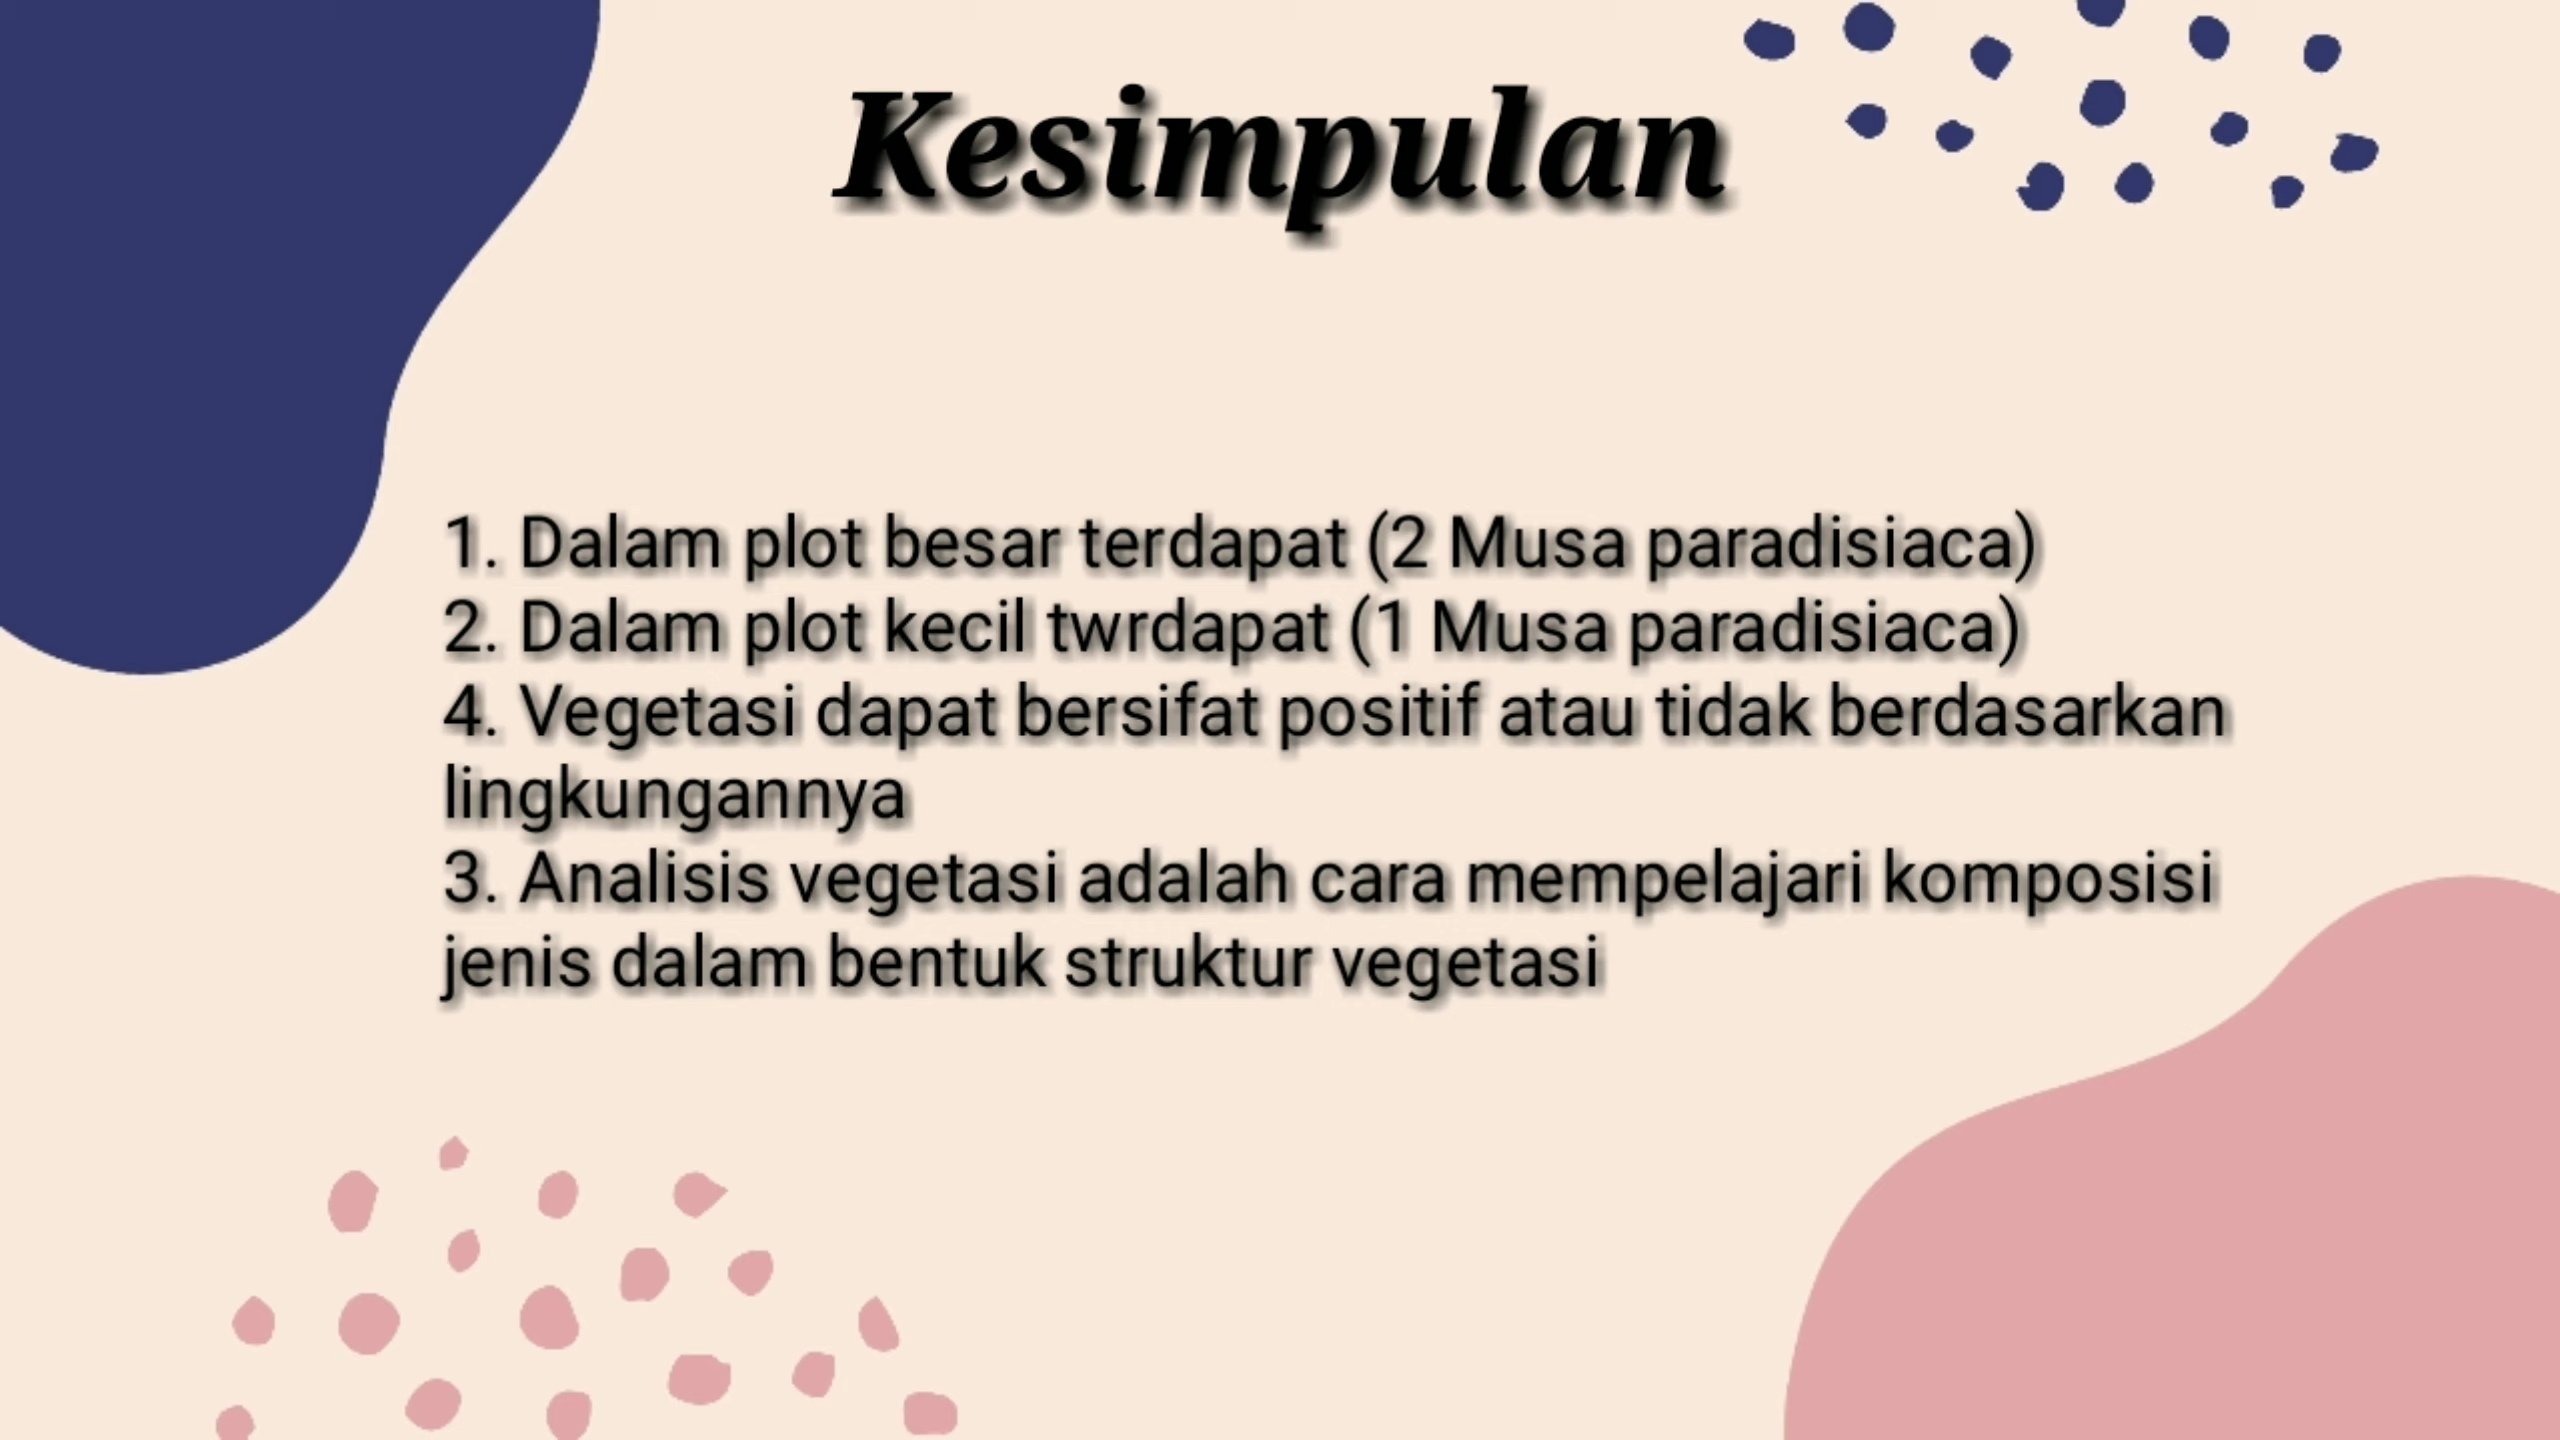 Kesimpulan
1. Dalam plot besar terdapat (2 Musa paradisiaca)
2. Dalam plot kecil twrdapat (1 Musa paradisiaca)
4. Vegetasi dapat bersifat positif atau tidak berdasarkan
lingkungannya
3. Analisis vegetasi adalah cara mempelajari komposisi
jenis dalam bentuk struktur vegetasi